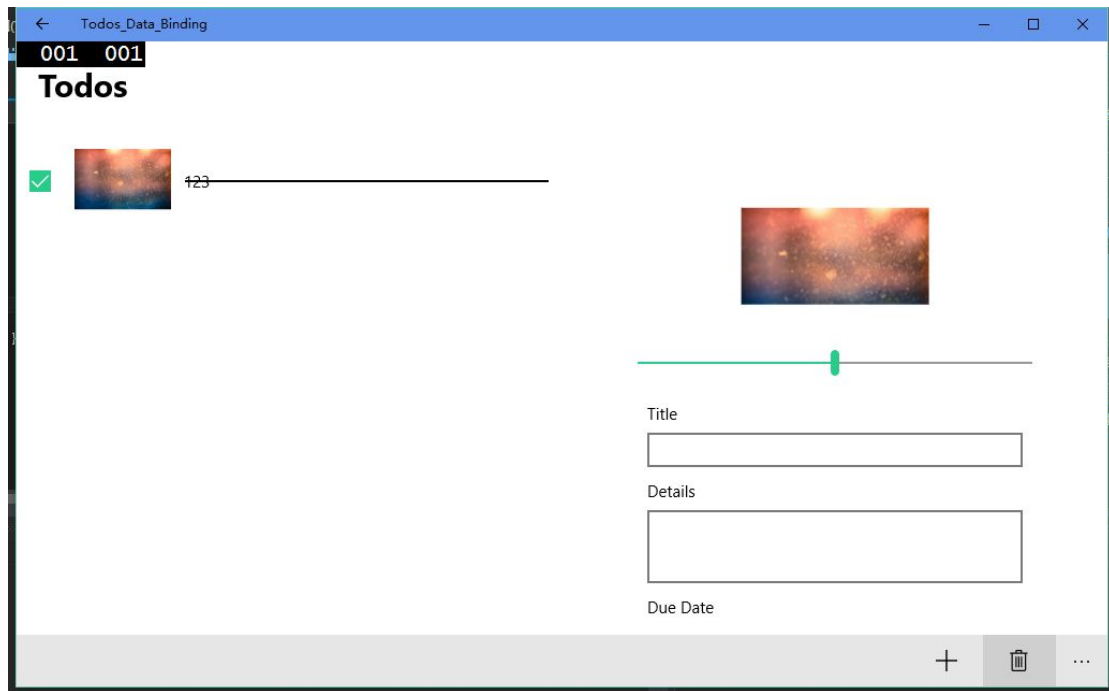 Todos_Data_Binding
001 001
Todos
123
Title
Details
Due Date